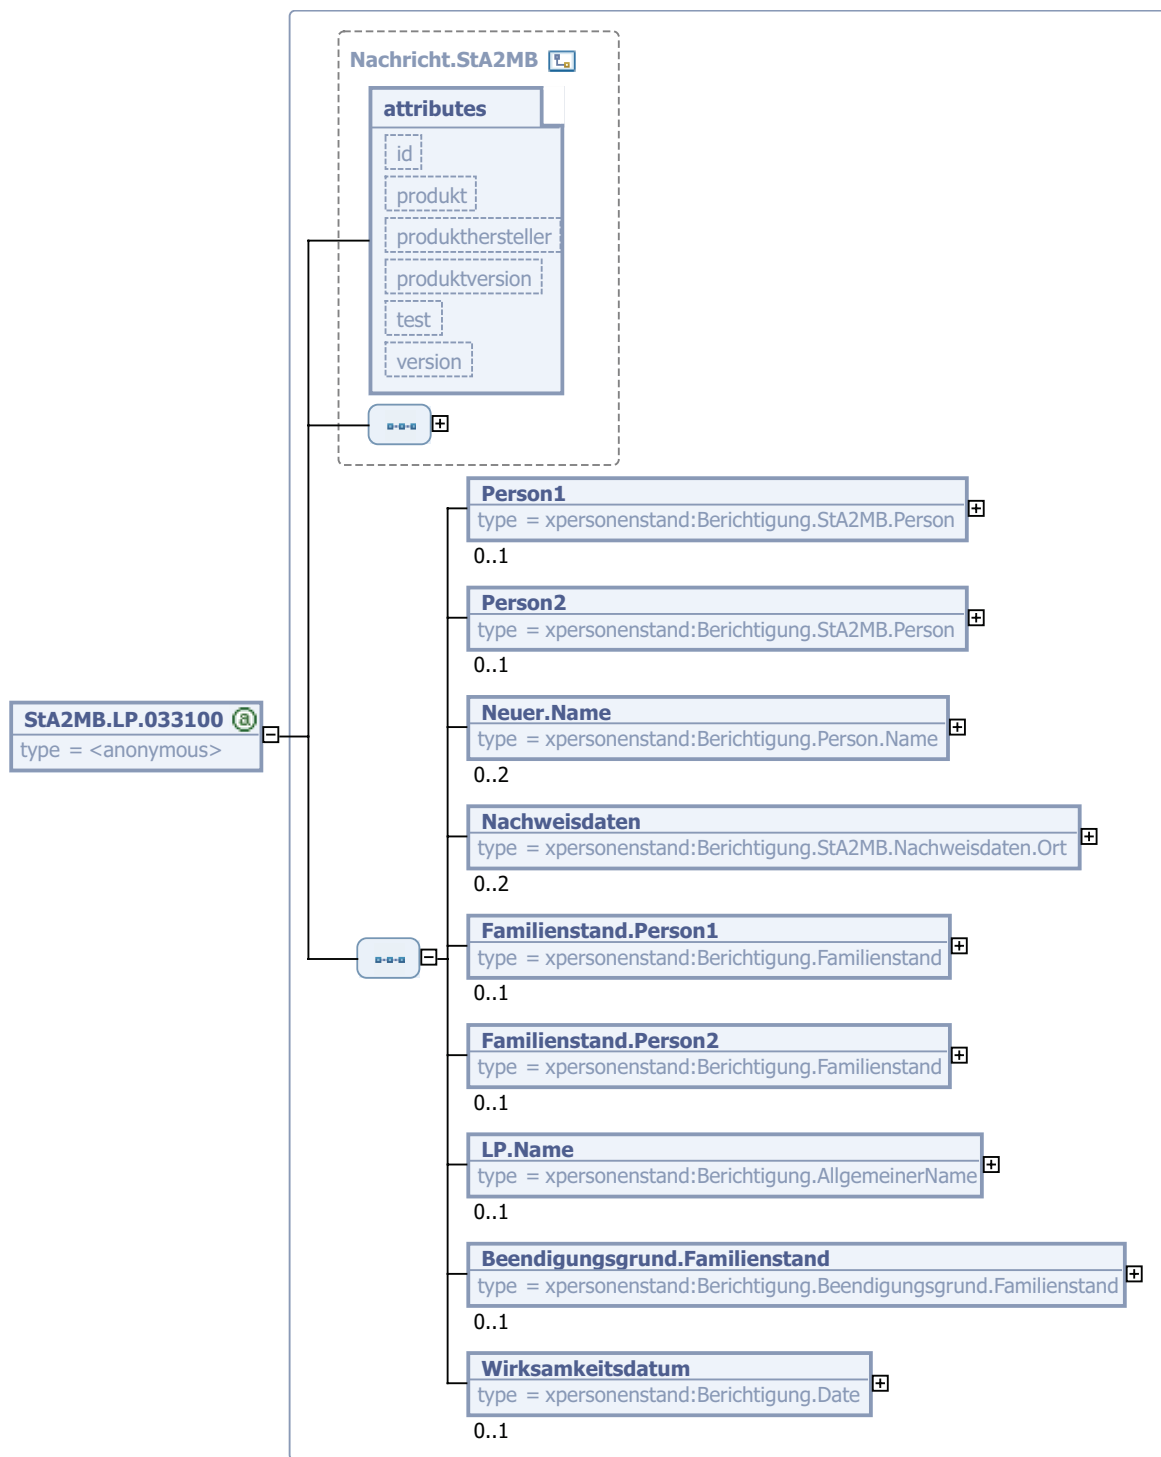 Nachricht.StA2MB
attributes
id
produkt
produkthersteller
produktversion
test
version
Person1
type = xpersonenstand:Berichtigung.StA2MB.Person
0..1
Person2
type = xpersonenstand:Berichtigung.StA2MB.Person
0..1
StA2MB.LP.033100 a
type = <anonymous>
Neuer.Name
type = xpersonenstand:Berichtigung.Person.Name
0..2
Nachweisdaten
type = xpersonenstand:Berichtigung.StA2MB.Nachweisdaten.Ort
0..2
Familienstand.Person1
type = xpersonenstand:Berichtigung.Familienstand
0..1
Familienstand.Person2
type = xpersonenstand:Berichtigung.Familienstand
0..1
LP.Name
type = xpersonenstand:Berichtigung.AllgemeinerName
0..1
Beendigungsgrund.Familienstand
type = xpersonenstand:Berichtigung.Beendigungsgrund.Familienstand
0..1
Wirksamkeitsdatum
type = xpersonenstand:Berichtigung.Date
0..1